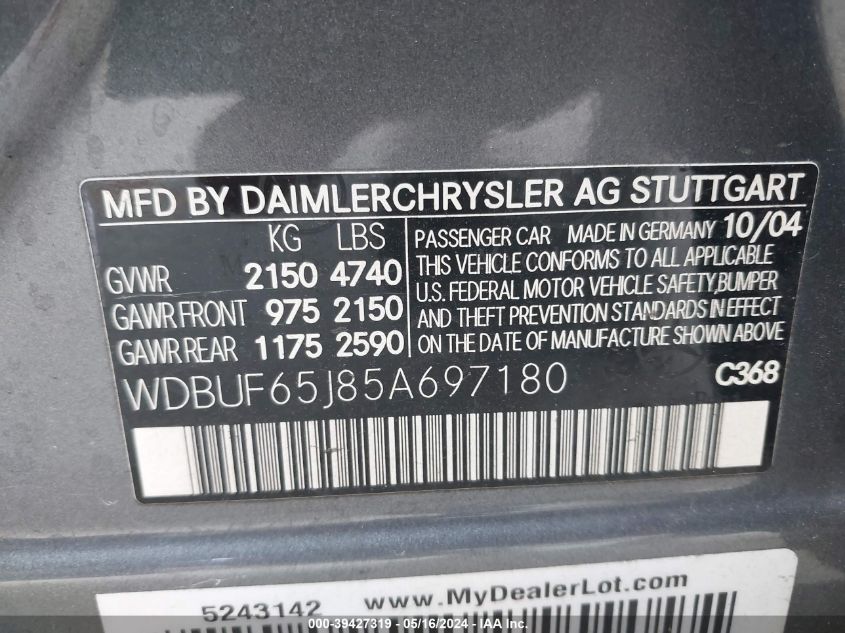 MFD BY DAIMLERCHRYSLER AG STUTTGART
KG LBS
GVWR 2150 4740
GAWR FRONT 975 2150
GAWR REAR 1175 2590
PASSENGER CAR MADE IN GERMANY 10/04
THIS VEHICLE CONFORMS TO ALL APPLICABLE
U.S. FEDERAL MOTOR VEHICLE SAFETY,BUMPER
AND THEFT PREVENTION STANDARDS IN EFFECT
ON THE DATE OF MANUFACTURE SHOWN ABOVE
WDBUF65J85A697180 C368
5243142 www.MyDealerLot.com
000-39427319 - 05/16/2024 - IAAI, Inc.